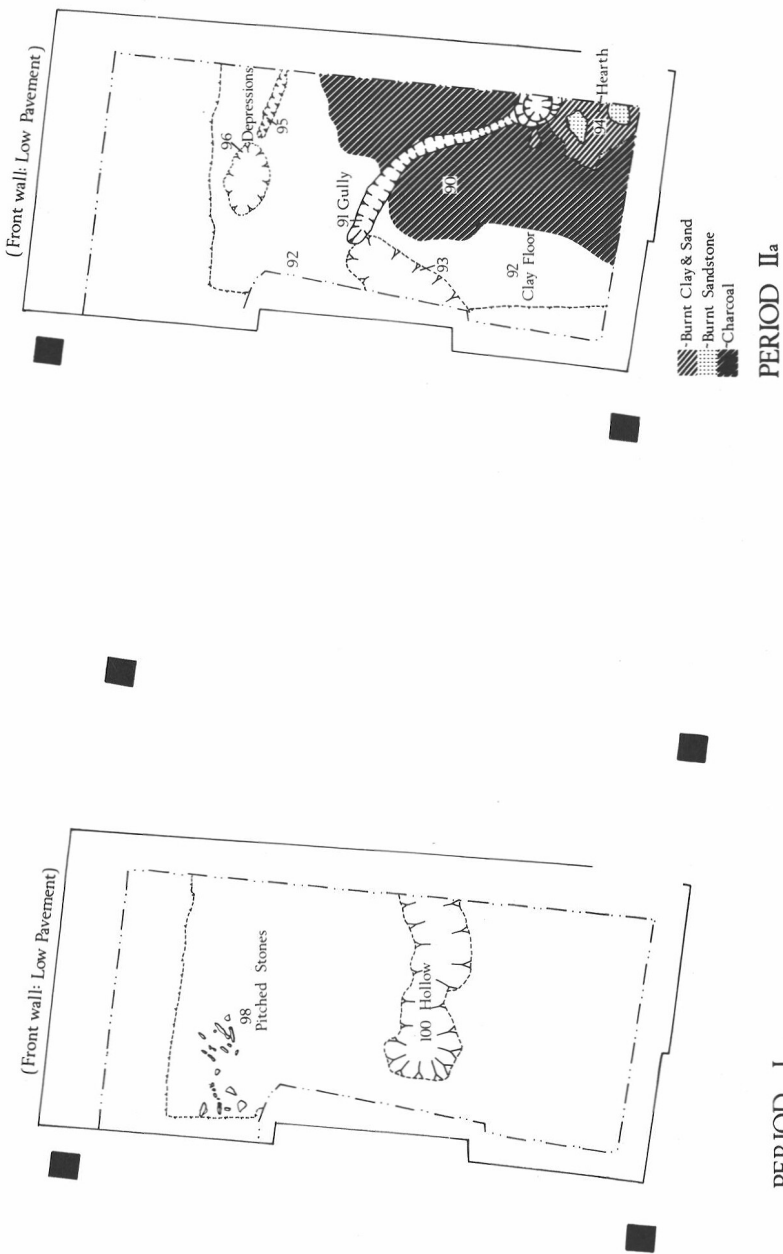 (Front wall: Low Pavement)
98
Pitched Stones
100 Hollow
PERIOD I
(Front wall: Low Pavement)
96
Depressions
95
91 Gully
92
90
93
92
Clay Floor
94
Hearth
-Burnt Clay & Sand
-Burnt Sandstone
-Charcoal
PERIOD IIa